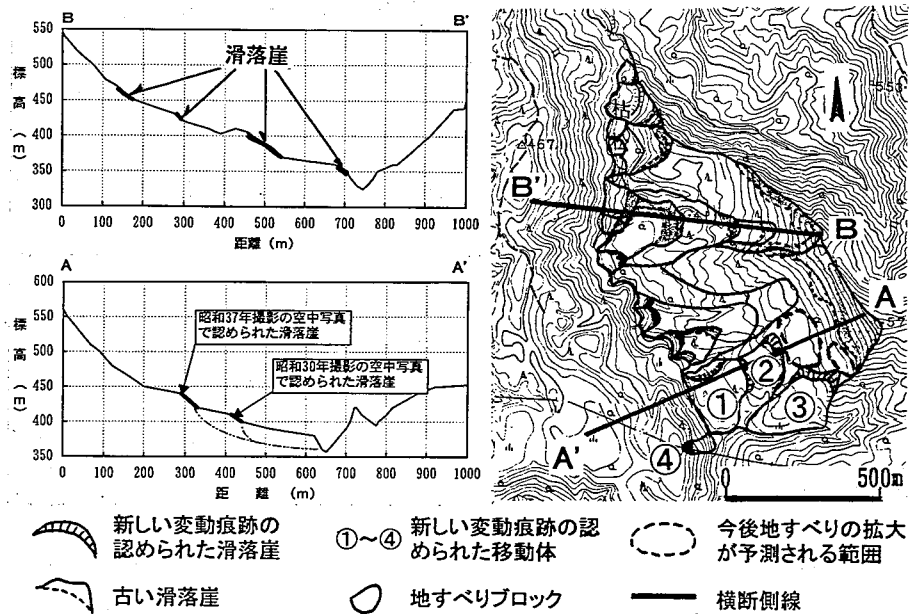 B B'
滑落崖
標高(m)
550
500
450
400
350
300
0 100 200 300 400 500 600 700 800 900 1000
距離(m)
A A'
昭和37年撮影の空中写真
で認められた滑落崖
昭和30年撮影の空中写真
で認められた滑落崖
標高(m)
600
550
500
450
400
350
0 100 200 300 400 500 600 700 800 900 1000
距離(m)
B'
B
A
A'
①
②
③
④
500m
新しい変動痕跡の
認められた滑落崖
①～④
新しい変動痕跡の認
められた移動体
今後地すべりの拡大
が予測される範囲
古い滑落崖
地すべりブロック
横断側線